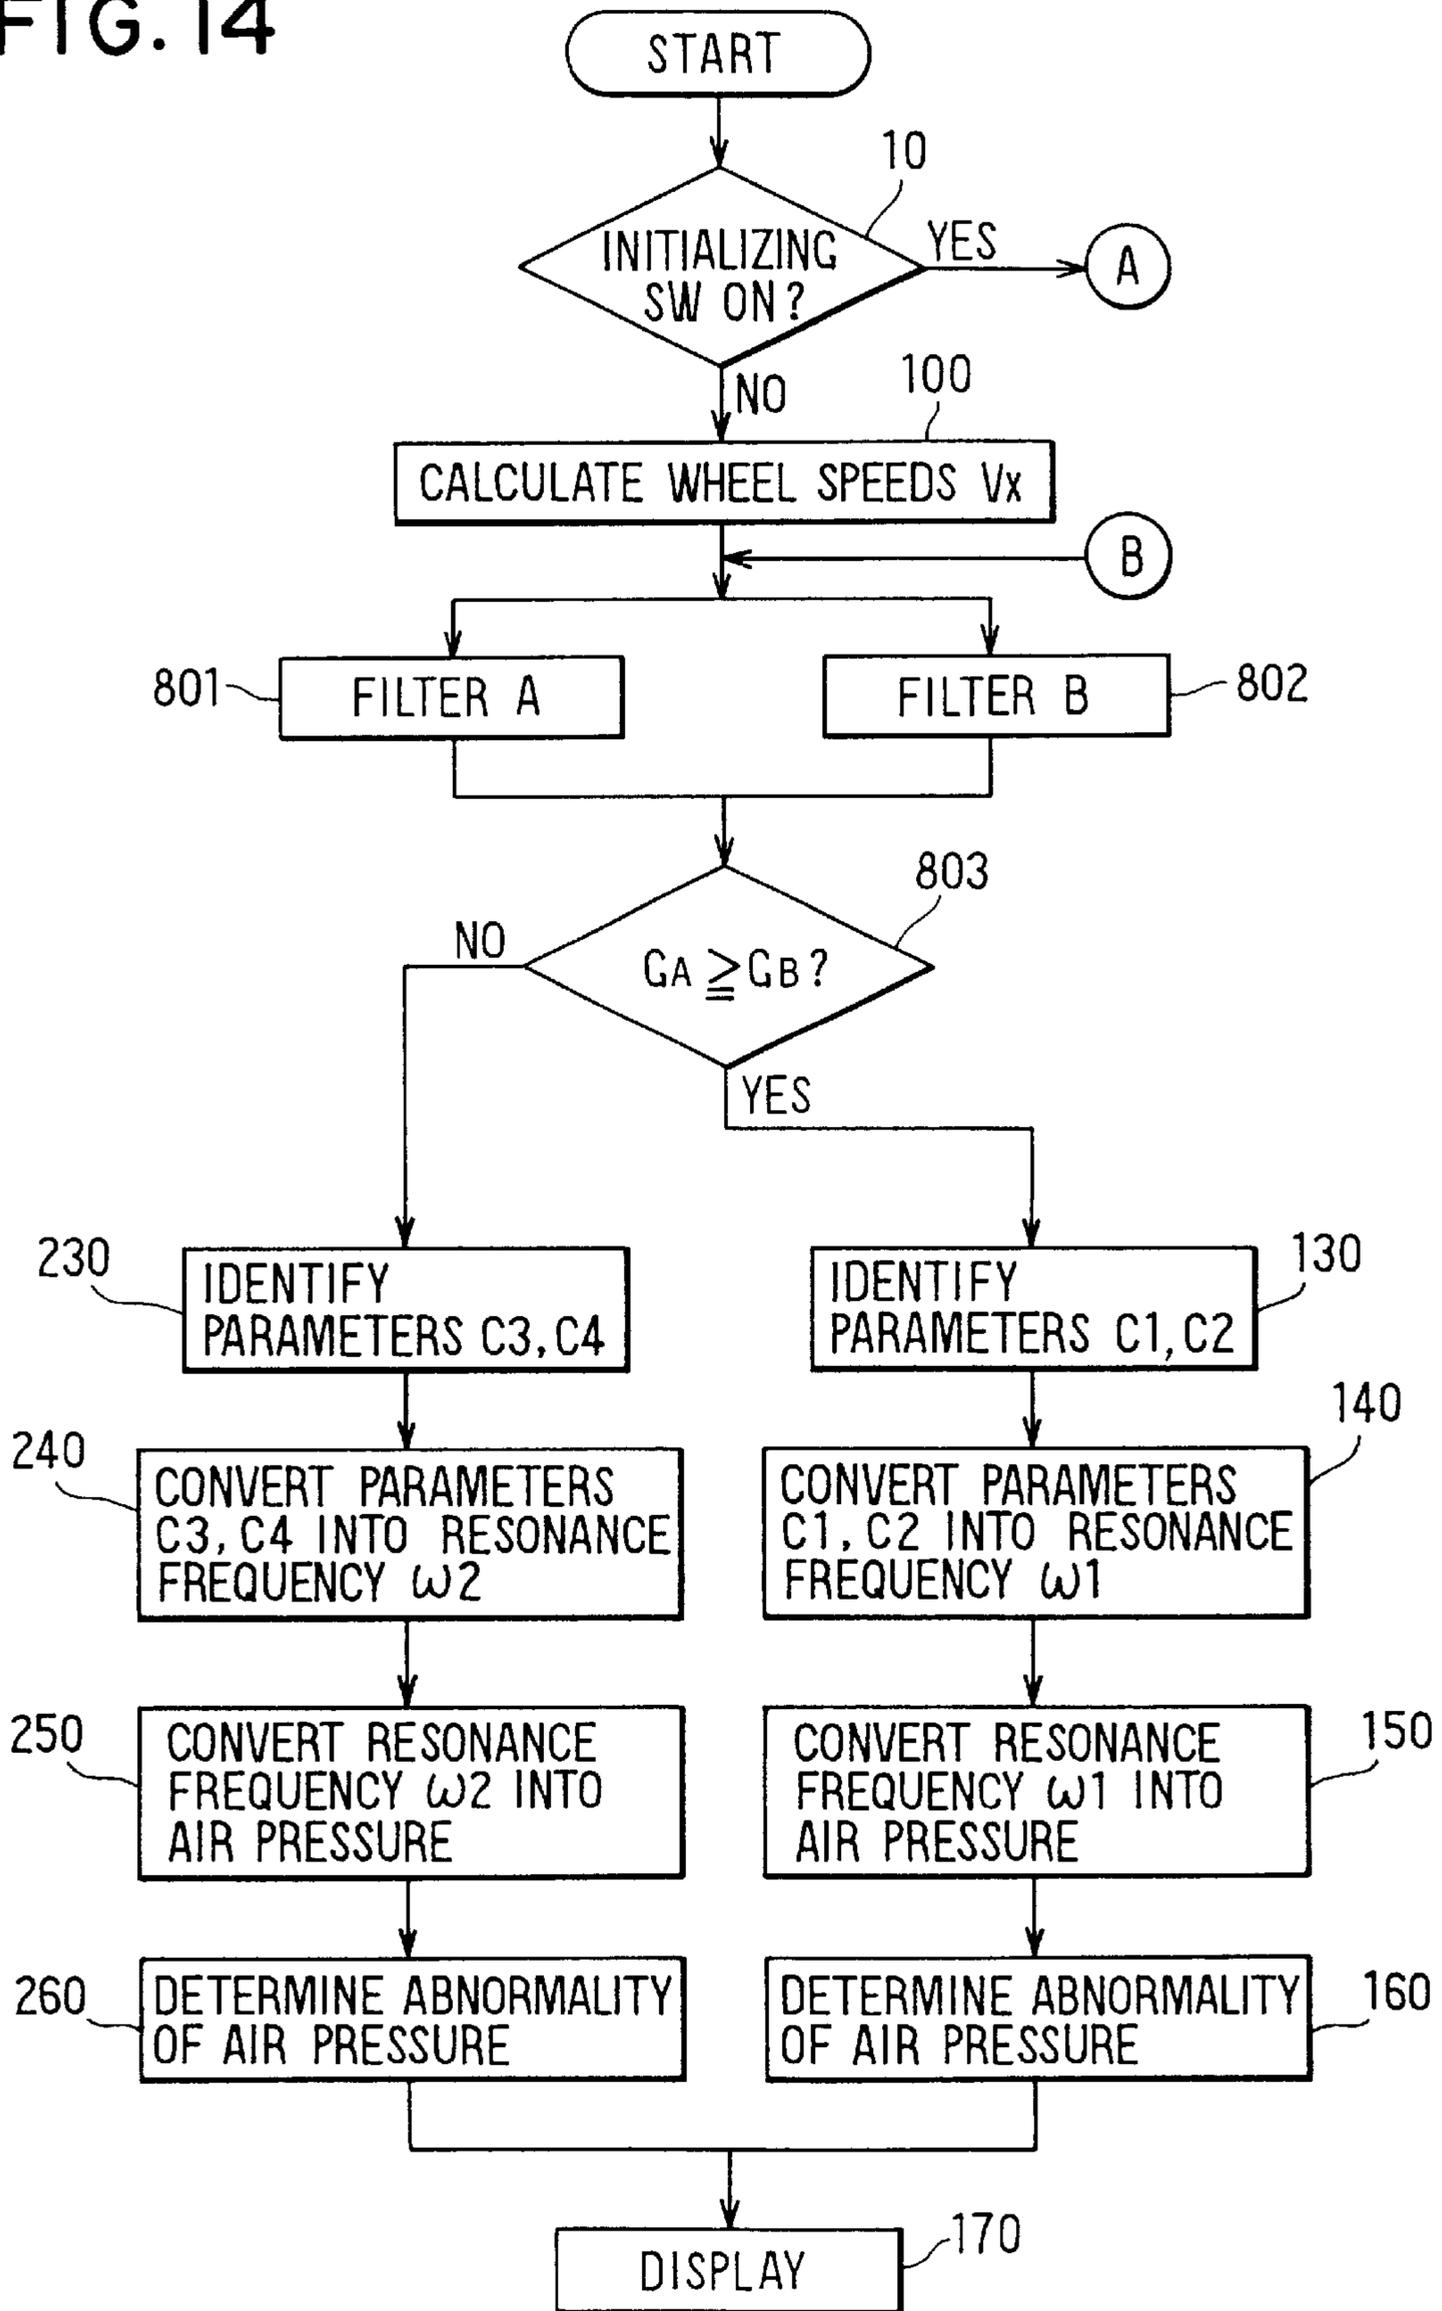 FIG. 14
START
10
INITIALIZING
SW ON?
YES
A
NO
100
CALCULATE WHEEL SPEEDS Vx
B
801
FILTER A
FILTER B
802
803
NO
GA ≧ GB?
YES
230
IDENTIFY
PARAMETERS C3, C4
130
IDENTIFY
PARAMETERS C1, C2
240
CONVERT PARAMETERS
C3, C4 INTO RESONANCE
FREQUENCY ω2
140
CONVERT PARAMETERS
C1, C2 INTO RESONANCE
FREQUENCY ω1
250
CONVERT RESONANCE
FREQUENCY ω2 INTO
AIR PRESSURE
150
CONVERT RESONANCE
FREQUENCY ω1 INTO
AIR PRESSURE
260
DETERMINE ABNORMALITY
OF AIR PRESSURE
160
DETERMINE ABNORMALITY
OF AIR PRESSURE
170
DISPLAY